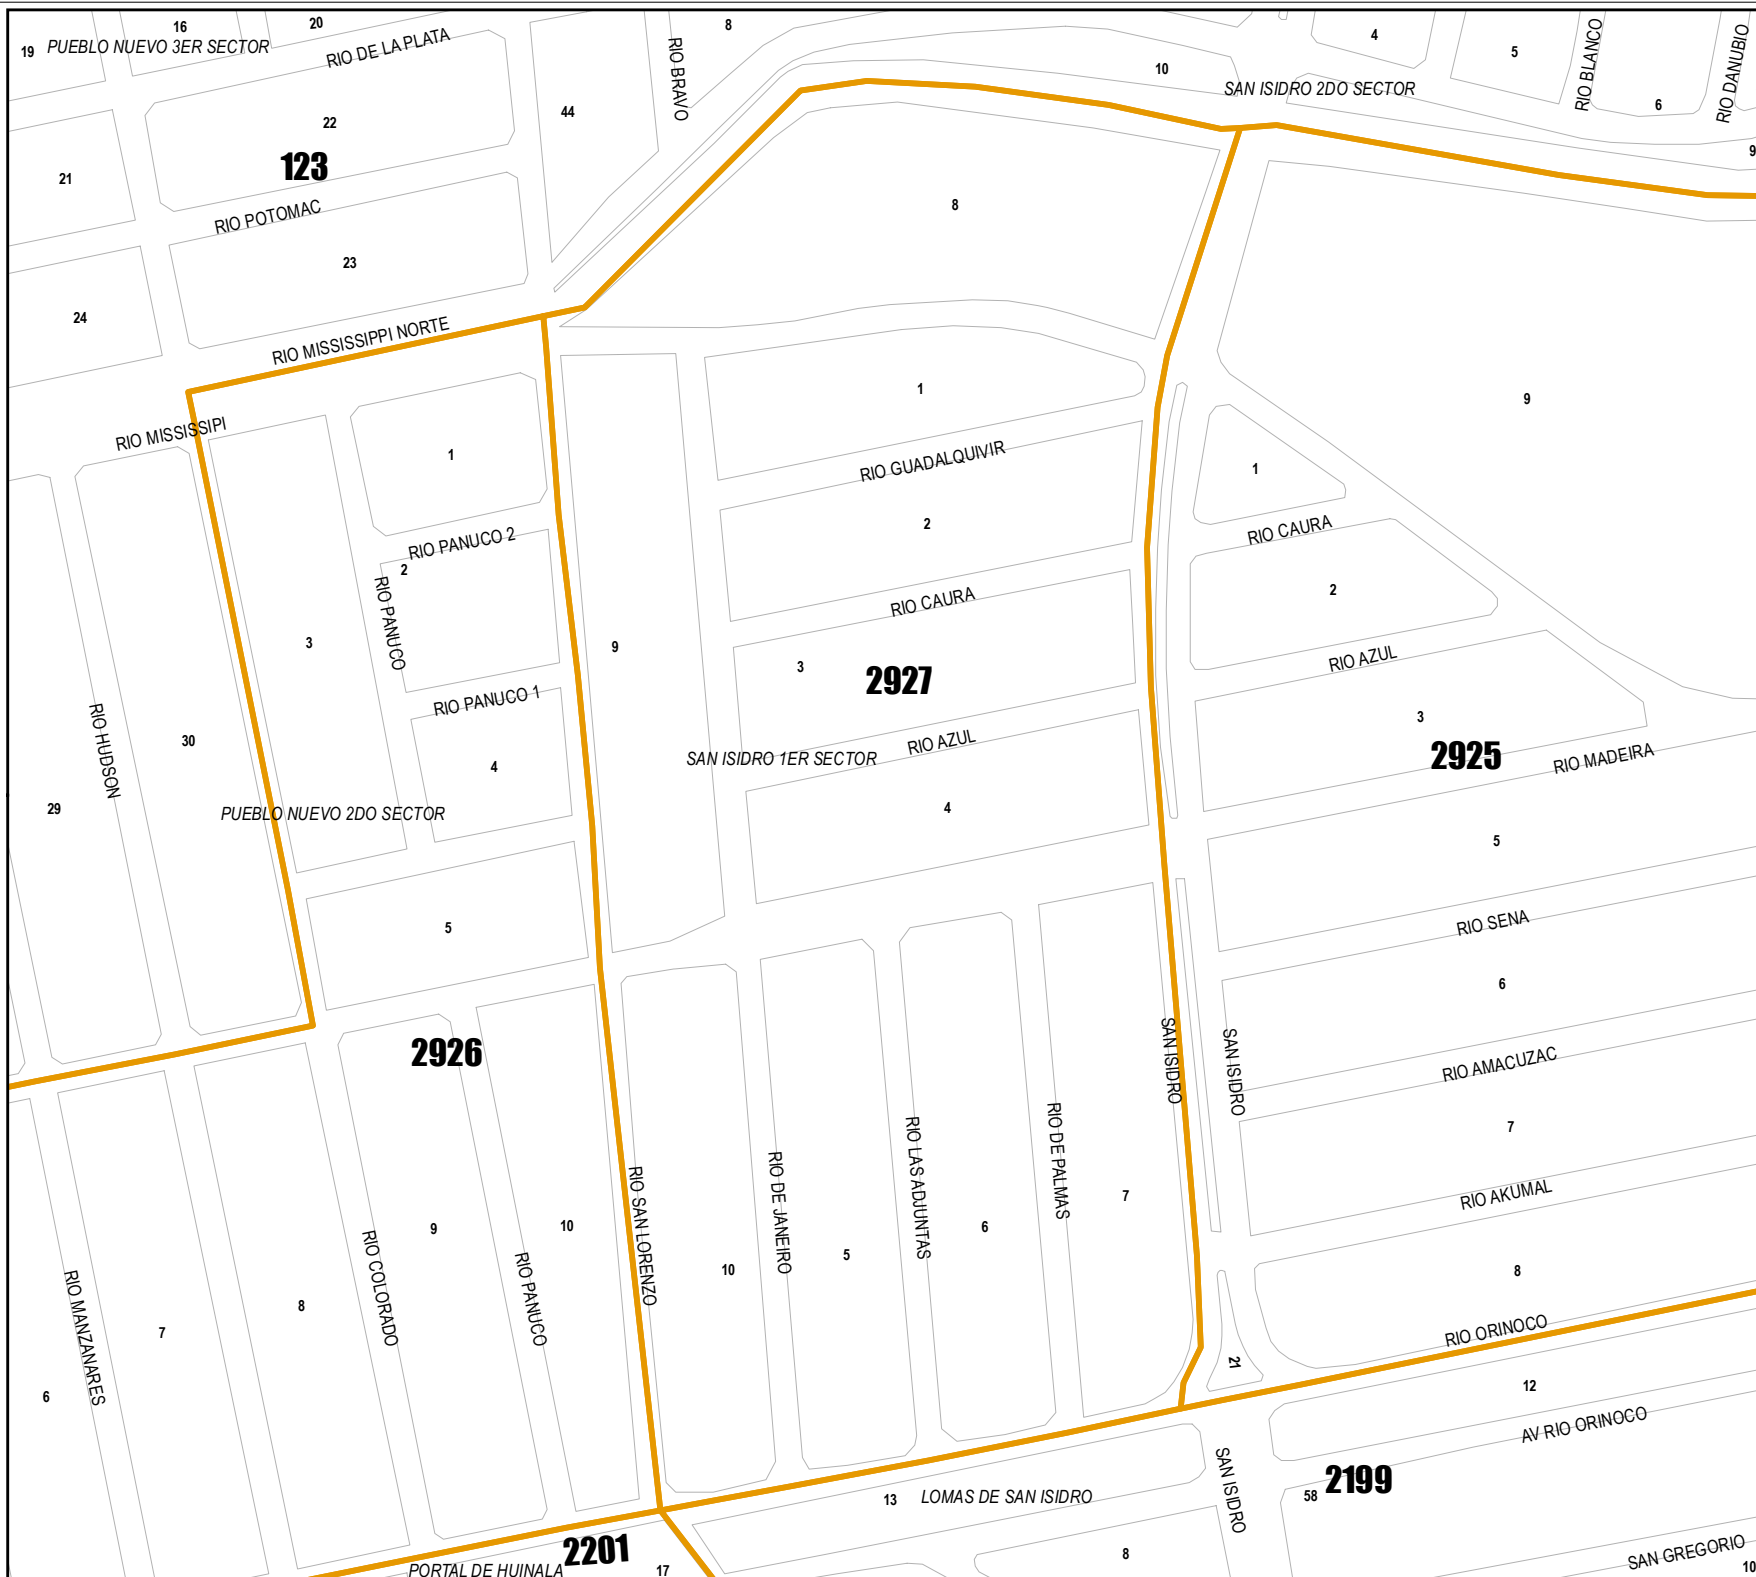 16
20
8
RIO BLANCO
RIO DANUBIO
19
PUEBLO NUEVO 3ER SECTOR
RIO DE LA PLATA
RIO BRAVO
4
5
10
SAN ISIDRO 2DO SECTOR
6
22
44
9
123
21
RIO POTOMAC
8
23
24
RIO MISSISSIPPI NORTE
1
9
RIO MISSISSIPI
1
RIO GUADALQUIVIR
1
2
RIO CAURA
RIO PANUCO 2
2
RIO PANUCO
RIO CAURA
2
3
9
3
2927
RIO AZUL
RIO PANUCO 1
3
RIO HUDSON
30
SAN ISIDRO 1ER SECTOR
RIO AZUL
2925
RIO MADEIRA
4
29
PUEBLO NUEVO 2DO SECTOR
4
5
5
RIO SENA
6
2926
SAN ISIDRO
SAN ISIDRO
RIO AMACUZAC
7
RIO SAN LORENZO
RIO DE JANEIRO
RIO LAS ADJUNTAS
RIO DE PALMAS
7
RIO AKUMAL
9
10
6
RIO COLORADO
RIO PANUCO
5
10
8
RIO MANZANARES
8
7
RIO ORINOCO
21
6
12
AV RIO ORINOCO
SAN ISIDRO
2199
13
LOMAS DE SAN ISIDRO
58
2201
8
SAN GREGORIO
PORTAL DE HUINALA
17
10